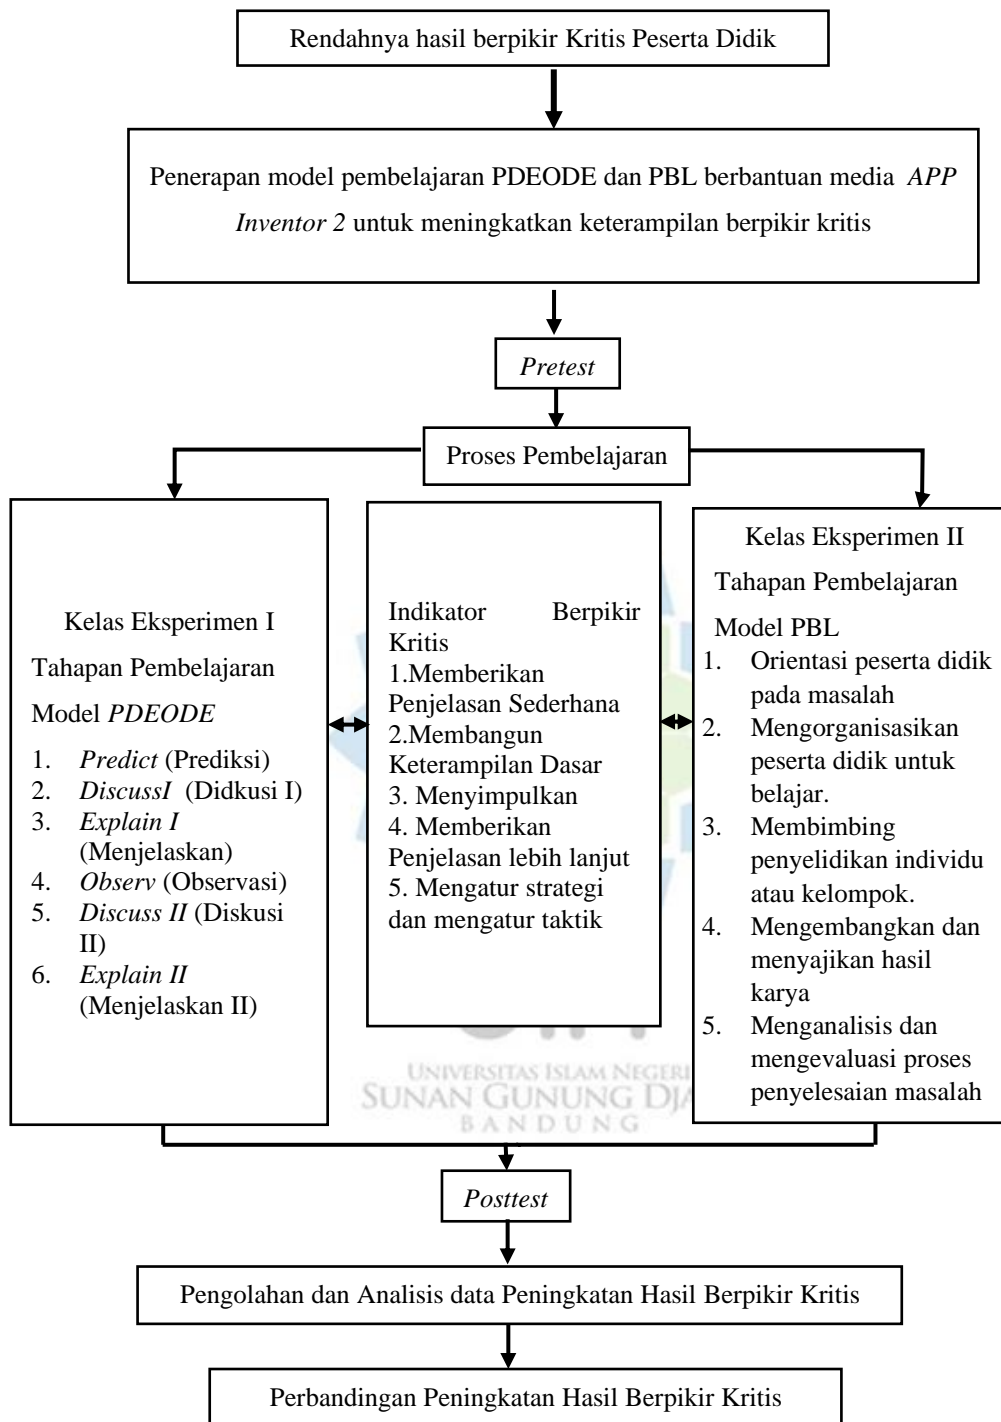 Rendahnya hasil berpikir Kritis Peserta Didik
Penerapan model pembelajaran PDEODE dan PBL berbantuan media APP
Inventor 2 untuk meningkatkan keterampilan berpikir kritis
Pretest
Proses Pembelajaran
Kelas Eksperimen I
Tahapan Pembelajaran
Model PDEODE
1. Predict (Prediksi)
2. DiscussI (Didkusi I)
3. Explain I
(Menjelaskan)
4. Observ (Observasi)
5. Discuss II (Diskusi
II)
6. Explain II
(Menjelaskan II)
Indikator Berpikir
Kritis
1.Memberikan
Penjelasan Sederhana
2.Membangun
Keterampilan Dasar
3. Menyimpulkan
4. Memberikan
Penjelasan lebih lanjut
5. Mengatur strategi
dan mengatur taktik
Kelas Eksperimen II
Tahapan Pembelajaran
Model PBL
1. Orientasi peserta didik
pada masalah
2. Mengorganisasikan
peserta didik untuk
belajar.
3. Membimbing
penyelidikan individu
atau kelompok.
4. Mengembangkan dan
menyajikan hasil
karya
5. Menganalisis dan
mengevaluasi proses
penyelesaian masalah
UNIVERSITAS ISLAM NEGERI
SUNAN GUNUNG
BANDUNG
Posttest
Pengolahan dan Analisis data Peningkatan Hasil Berpikir Kritis
Perbandingan Peningkatan Hasil Berpikir Kritis